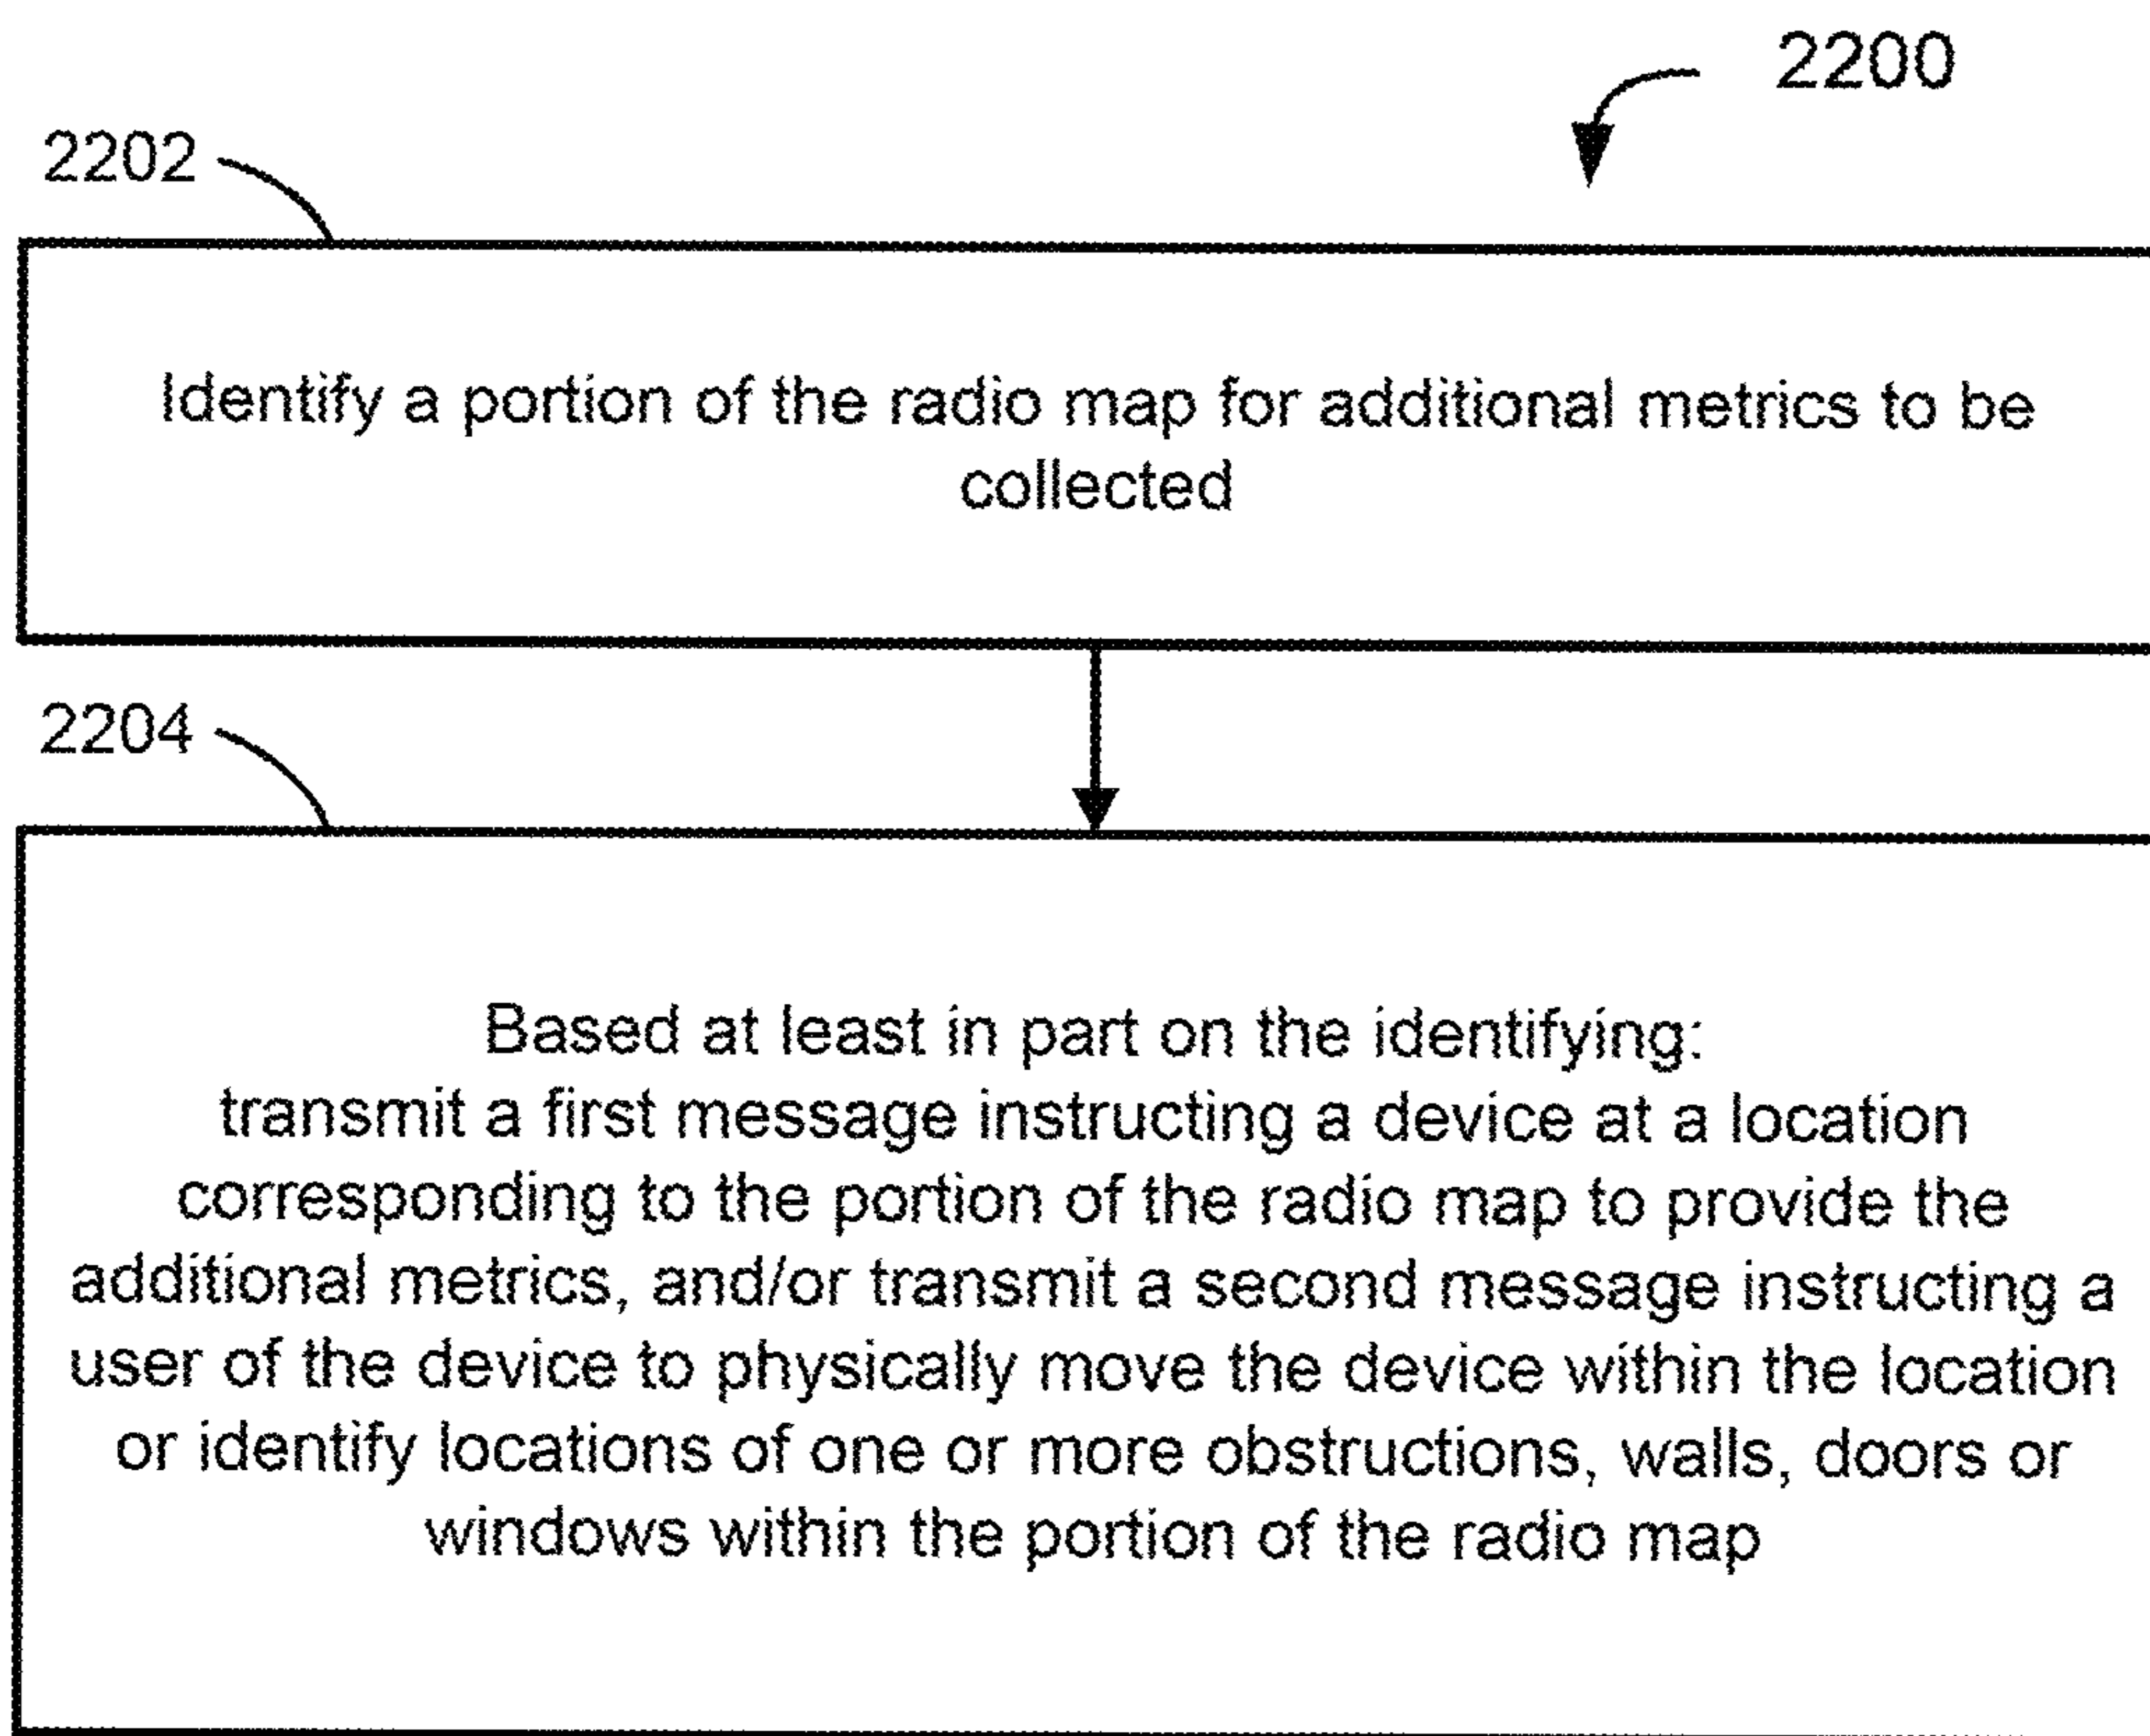 2200
2202
Identify a portion of the radio map for additional metrics to be
collected
2204
Based at least in part on the identifying:
transmit a first message instructing a device at a location
corresponding to the portion of the radio map to provide the
additional metrics, and/or transmit a second message instructing a
user of the device to physically move the device within the location
or identify locations of one or more obstructions, walls, doors or
windows within the portion of the radio map